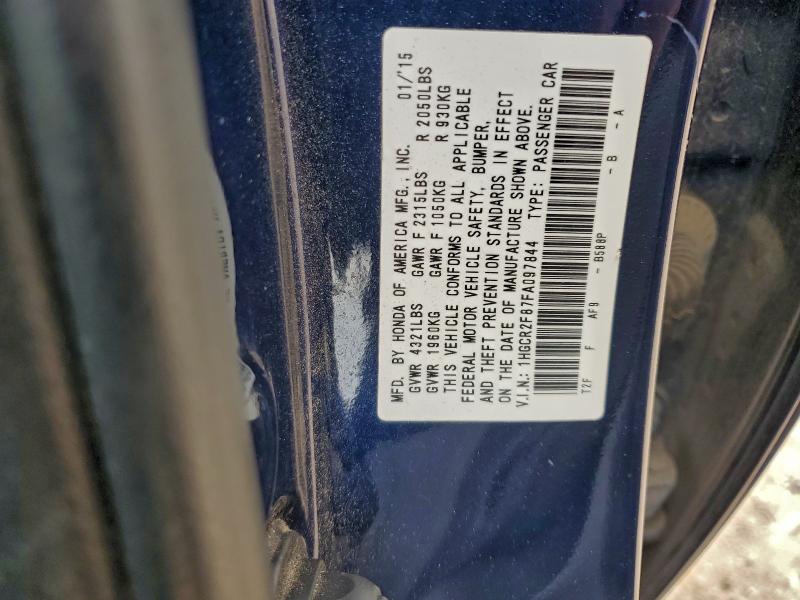 MFD. BY HONDA OF AMERICA MFG., INC. 01/'15
GVWR 4321LBS GAWR F 2315LBS R 2050LBS
GVWR 1960KG GAWR F 1050KG R 930KG
THIS VEHICLE CONFORMS TO ALL APPLICABLE
FEDERAL MOTOR VEHICLE SAFETY, BUMPER,
AND THEFT PREVENTION STANDARDS IN EFFECT
ON THE DATE OF MANUFACTURE SHOWN ABOVE.
V.I.N.: 1HGCR2F87FA097844 TYPE: PASSENGER CAR
T2F F AF9 - B588P - B - A